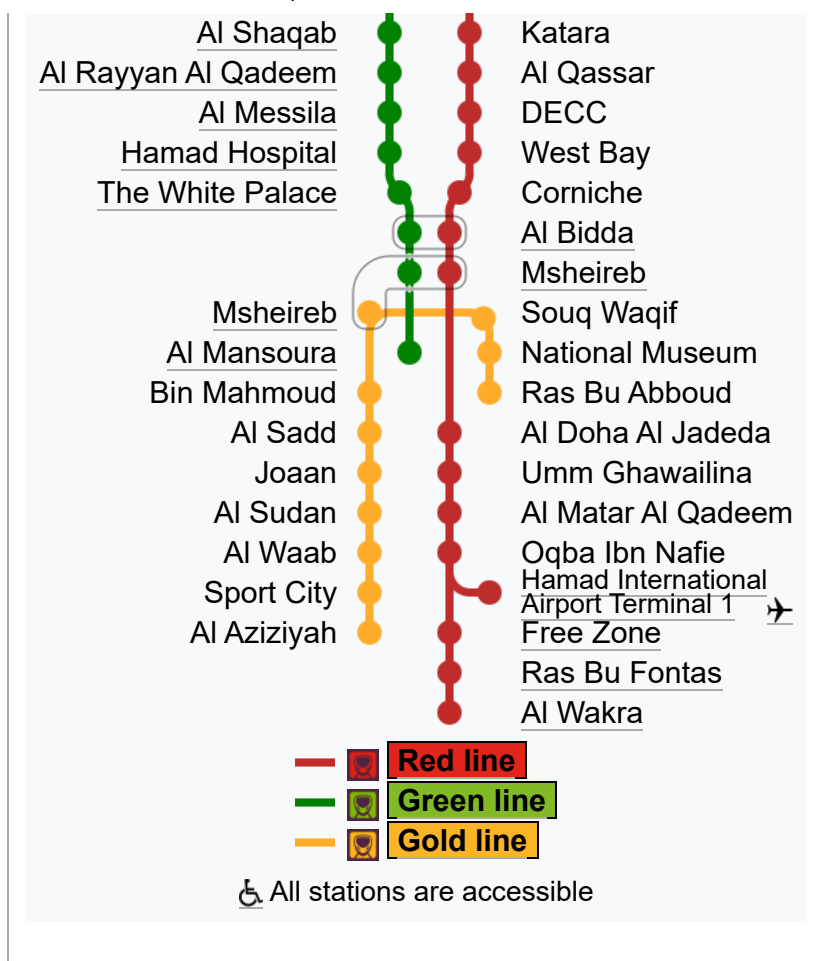 Al Shaqab Katara
Al Rayyan Al Qadeem Al Qassar
Al Messila DECC
Hamad Hospital West Bay
The White Palace Corniche
Al Bidda
Msheireb
Msheireb Souq Waqif
Al Mansoura National Museum
Bin Mahmoud Ras Bu Abboud
Al Sadd Al Doha Al Jadeda
Joaan Umm Ghawailina
Al Sudan Al Matar Al Qadeem
Al Waab Oqba Ibn Nafie
Sport City Hamad International
Airport Terminal 1
Al Aziziyah Free Zone
Ras Bu Fontas
Al Wakra
Red line
Green line
Gold line
All stations are accessible